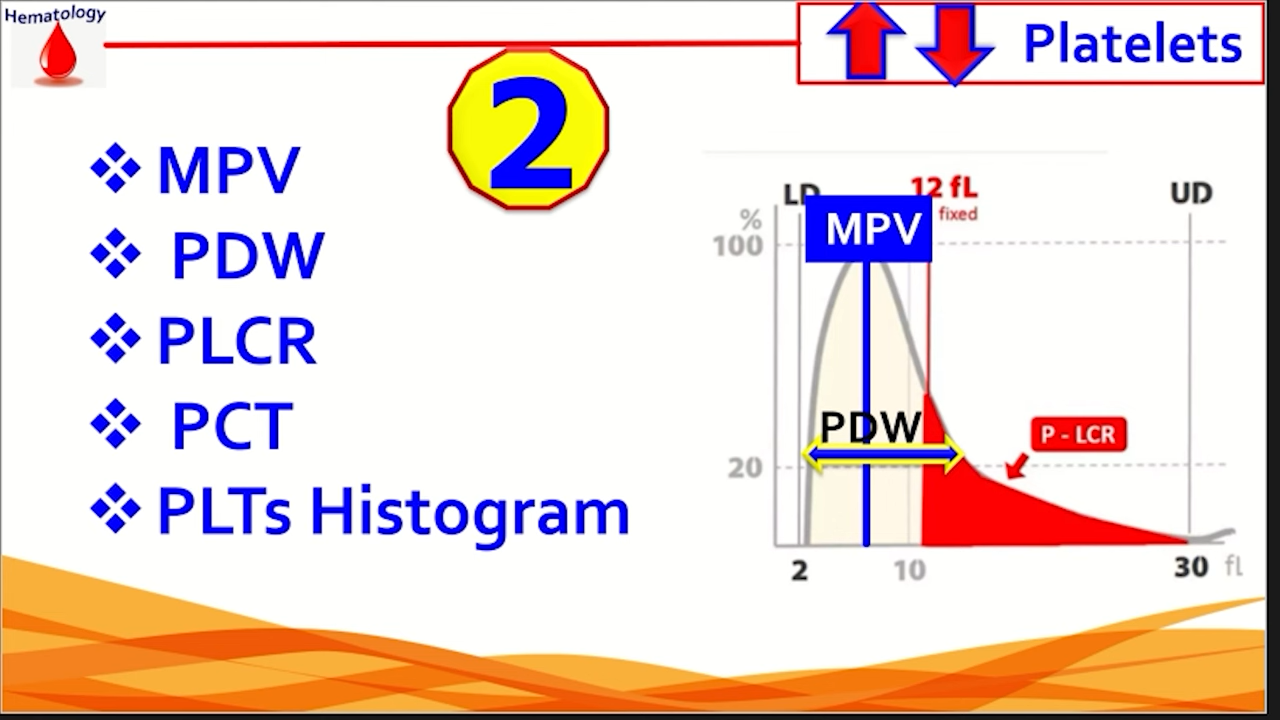 Hematology
Platelets
2
MPV
PDW
PLCR
PCT
PLTs Histogram
LD
12 fL
fixed
UD
%
100
MPV
PDW
P - LCR
20
2
10
30
fL